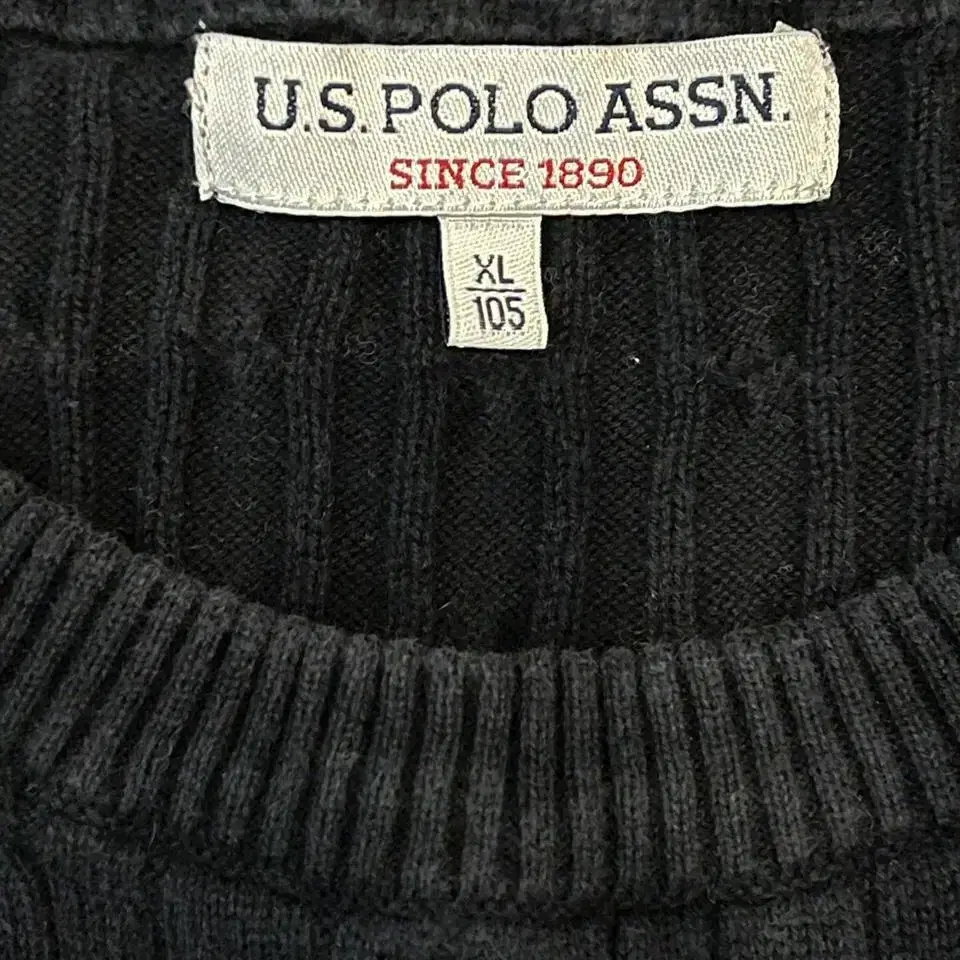 U.S. POLO ASSN.
SINCE 1890
XL
105